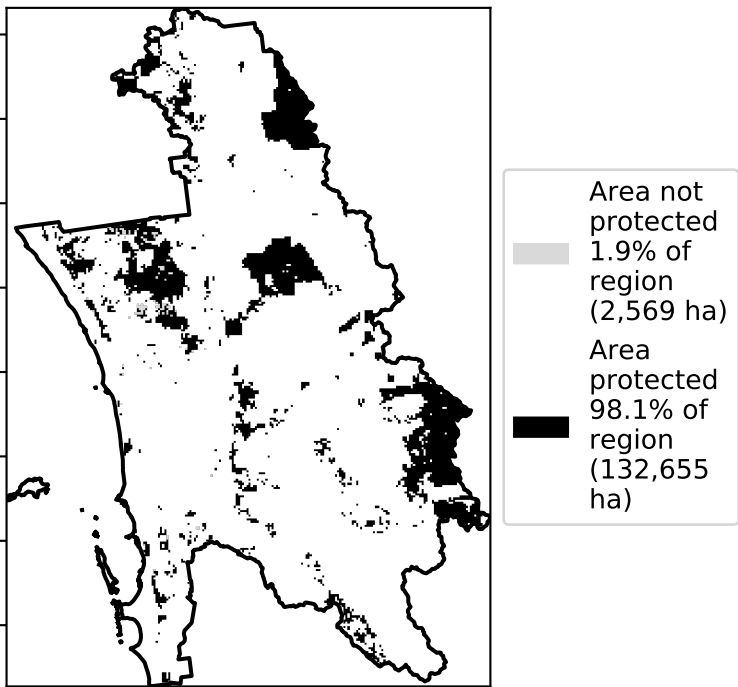 Area not
protected
1.9% of
region
(2,569 ha)
Area
protected
98.1% of
region
(132,655
ha)